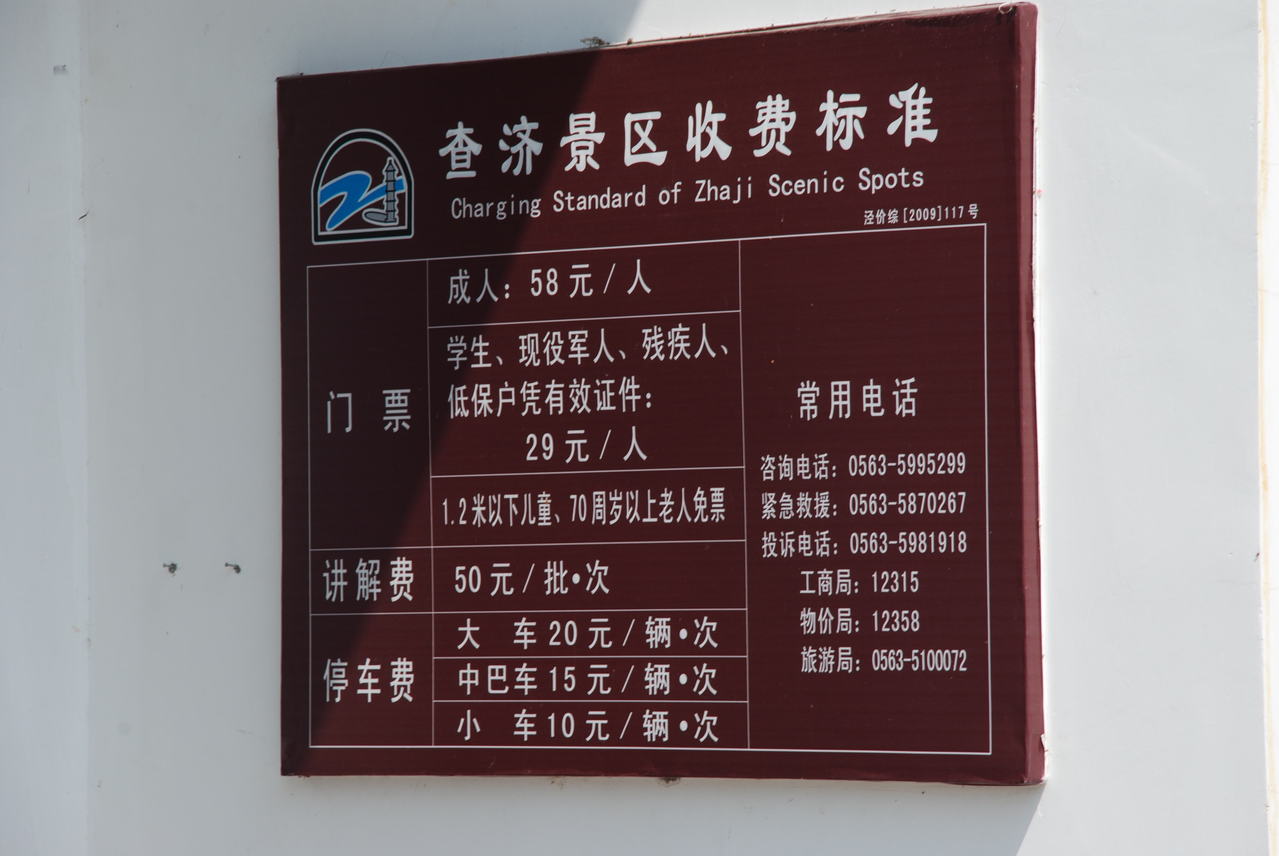 查济景区收费标准
Charging Standard of Zhaji Scenic Spots
泾价综[2009]117号
门 票
成人：58元/人
学生、现役军人、残疾人、
低保户凭有效证件：
29元/人
1.2米以下儿童、70周岁以上老人免票
讲解费
50元/批•次
停车费
大 车20元/辆•次
中巴车15元/辆•次
小 车10元/辆•次
常用电话
咨询电话：0563-5995299
紧急救援：0563-5870267
投诉电话：0563-5981918
工商局：12315
物价局：12358
旅游局：0563-5100072